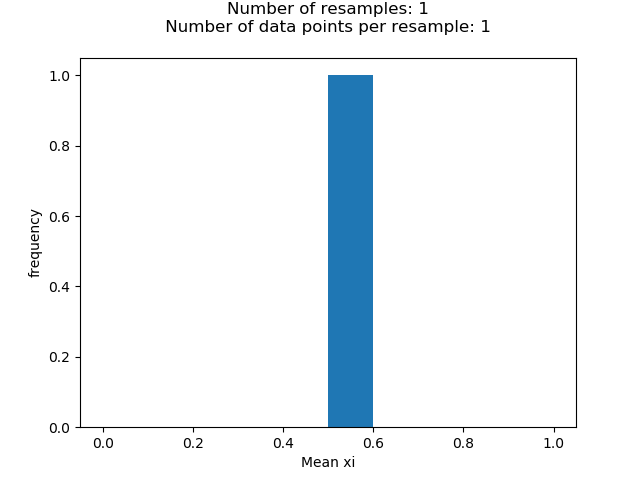 Number of resamples: 1
Number of data points per resample: 1
1.0
0.8
0.6
0.4
0.2
0.0
frequency
0.0 0.2 0.4 0.6 0.8 1.0
Mean xi